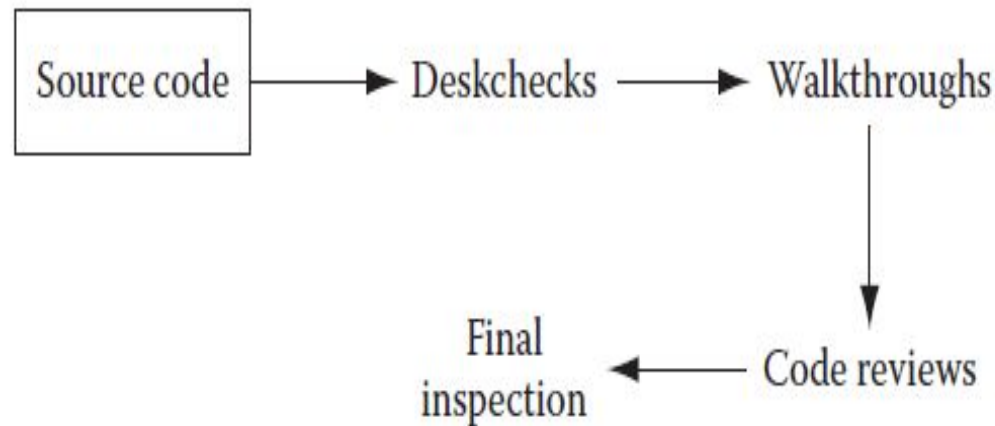 Source code
Deskchecks
Walkthroughs
Code reviews
Final
inspection